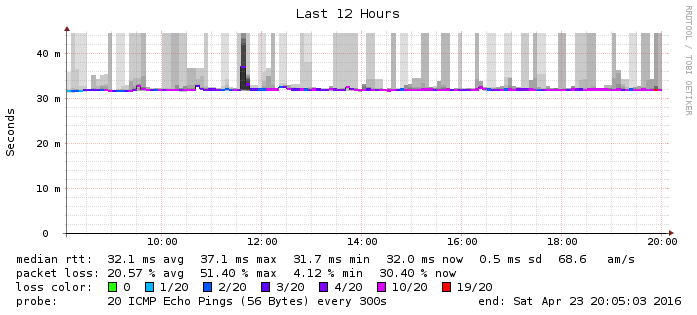 Last 12 Hours
RRDTOOL / TOBI OETIKER
Seconds
40 m
30 m
20 m
10 m
0
10:00 12:00 14:00 16:00 18:00 20:00
median rtt: 32.1 ms avg 37.1 ms max 31.7 ms min 32.0 ms now 0.5 ms sd 68.6 am/s
packet loss: 20.57 % avg 51.40 % max 4.12 % min 30.40 % now
loss color: 0 1/20 2/20 3/20 4/20 10/20 19/20
probe: 20 ICMP Echo Pings (56 Bytes) every 300s end: Sat Apr 23 20:05:03 2016